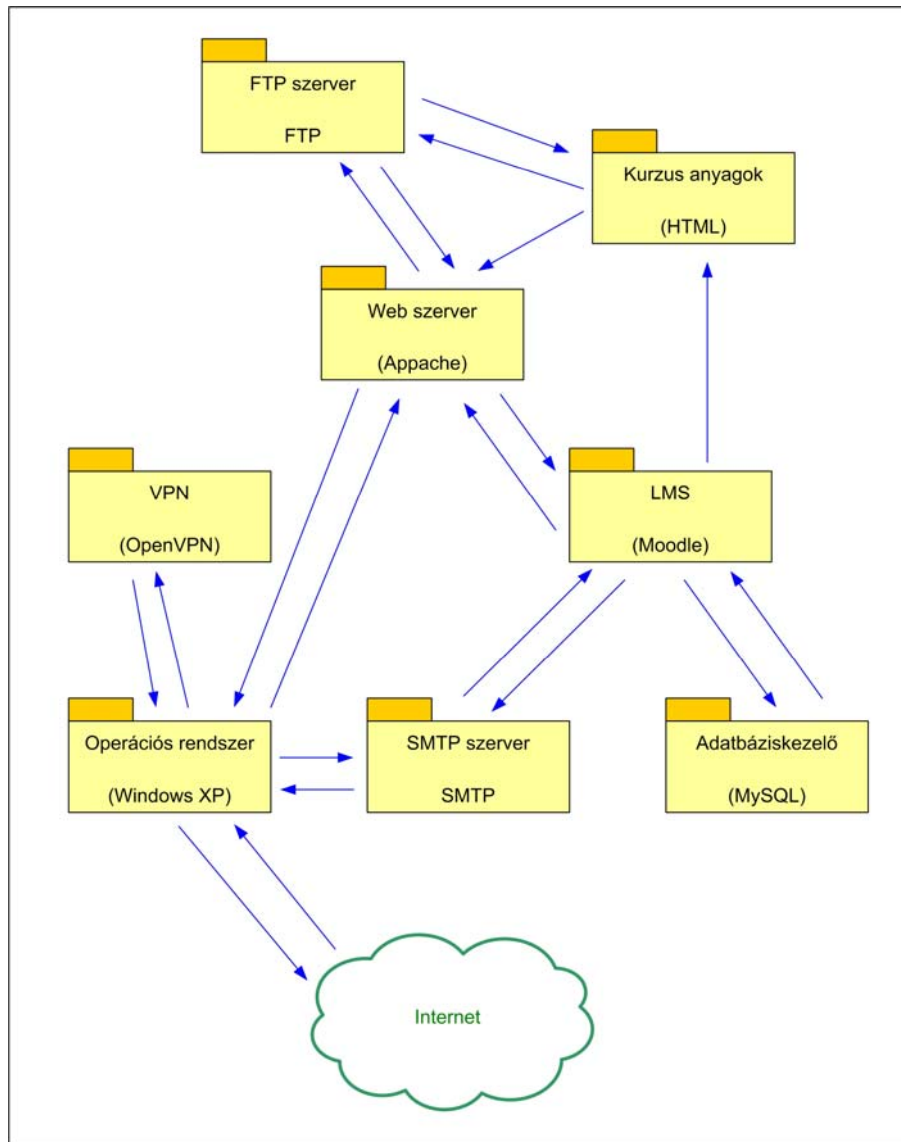 FTP szerver
FTP
Kurzus anyagok
(HTML)
Web szerver
(Appache)
VPN
(OpenVPN)
LMS
(Moodle)
Operációs rendszer
(Windows XP)
SMTP szerver
SMTP
Adatbáziskezelő
(MySQL)
Internet